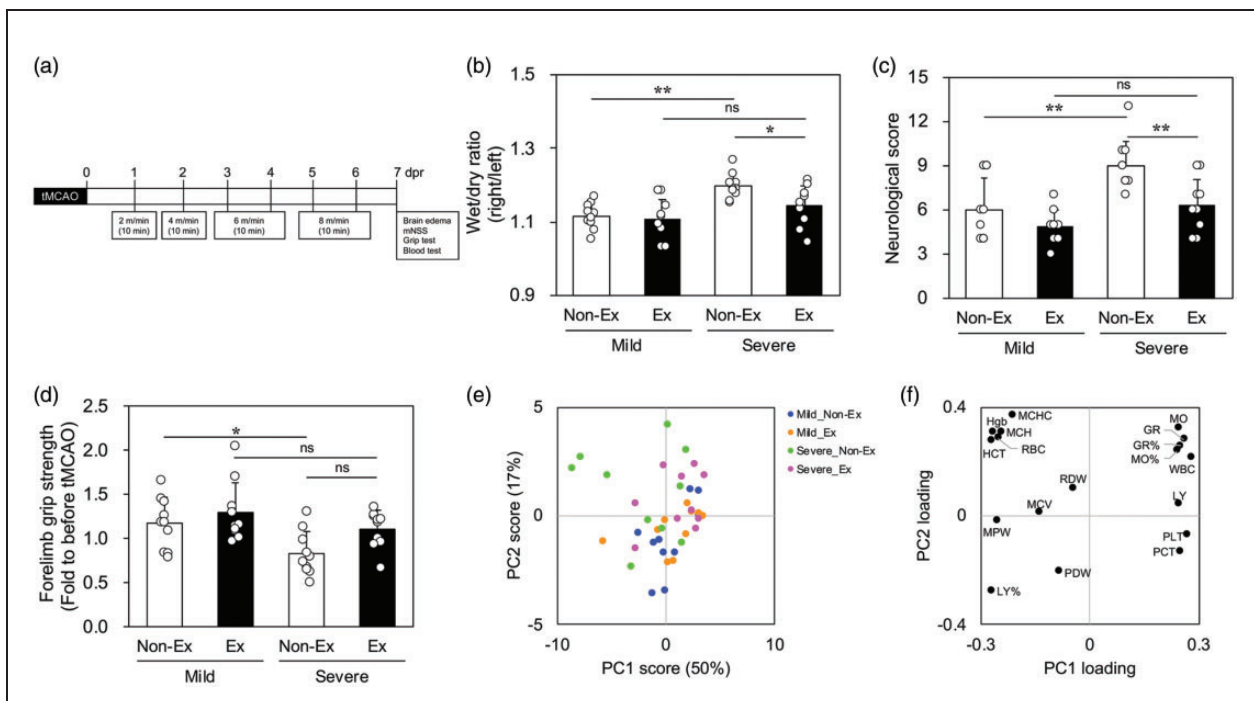 (a)
0 1 2 3 4 5 6 7 dpr
tMCAO
2 m/min
(10 min)
4 m/min
(10 min)
6 m/min
(10 min)
8 m/min
(10 min)
Brain edema
mNSS
Grip test
Blood test
(b)
Wet/dry ratio
(right/left)
1.5
1.3
1.1
0.9
**
ns
*
Non-Ex Ex Non-Ex Ex
Mild Severe
(c)
Neurological score
15
12
9
6
3
0
ns
**
**
Non-Ex Ex Non-Ex Ex
Mild Severe
(d)
Forelimb grip strength
(Fold to before tMCAO)
2.5
2.0
1.5
1.0
0.5
0.0
*
ns
ns
Non-Ex Ex Non-Ex Ex
Mild Severe
(e)
PC2 score (17%)
5
0
-5
-10 0 10
PC1 score (50%)
Mild_Non-Ex
Mild_Ex
Severe_Non-Ex
Severe_Ex
(f)
PC2 loading
0.4
0
-0.4
-0.3 0 0.3
PC1 loading
MCHC
Hgb
MCH
HCT
RBC
RDW
MCV
MPW
PDW
LY%
MO
GR
GR%
MO%
WBC
LY
PLT
PCT